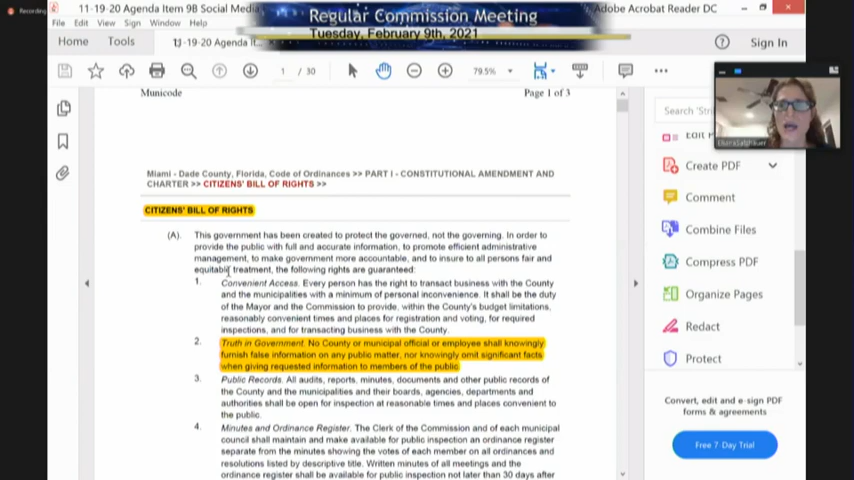 Recording
11-19-20 Agenda Item 9B Social Media
Adobe Acrobat Reader DC
Regular Commission Meeting
Tuesday, February 9th, 2021
File Edit View Sign Window Help
Home Tools
11-19-20 Agenda It...
Sign In
1 / 30
79.5%
Municode
Page 1 of 3
Miami - Dade County, Florida, Code of Ordinances >> PART I - CONSTITUTIONAL AMENDMENT AND
CHARTER >> CITIZENS' BILL OF RIGHTS >>
CITIZENS' BILL OF RIGHTS
(A). This government has been created to protect the governed, not the governing. In order to
provide the public with full and accurate information, to promote efficient administrative
management, to make government more accountable, and to insure to all persons fair and
equitable treatment, the following rights are guaranteed:
1. Convenient Access. Every person has the right to transact business with the County
and the municipalities with a minimum of personal inconvenience. It shall be the duty
of the Mayor and the Commission to provide, within the County's budget limitations,
reasonably convenient times and places for registration and voting, for required
inspections, and for transacting business with the County.
2. Truth in Government. No County or municipal official or employee shall knowingly
furnish false information on any public matter, nor knowingly omit significant facts
when giving requested information to members of the public.
3. Public Records. All audits, reports, minutes, documents and other public records of
the County and the municipalities and their boards, agencies, departments and
authorities shall be open for inspection at reasonable times and places convenient to
the public.
4. Minutes and Ordinance Register. The Clerk of the Commission and of each municipal
council shall maintain and make available for public inspection an ordinance register
separate from the minutes showing the votes of each member on all ordinances and
resolutions listed by descriptive title. Written minutes of all meetings and the
ordinance register shall be available for public inspection not later than 30 days after
Search 'Stri
Edit P
Create PDF
Comment
Combine Files
Compress PDF
Organize Pages
Redact
Protect
Convert, edit and e-sign PDF
forms & agreements
Free 7-Day Trial